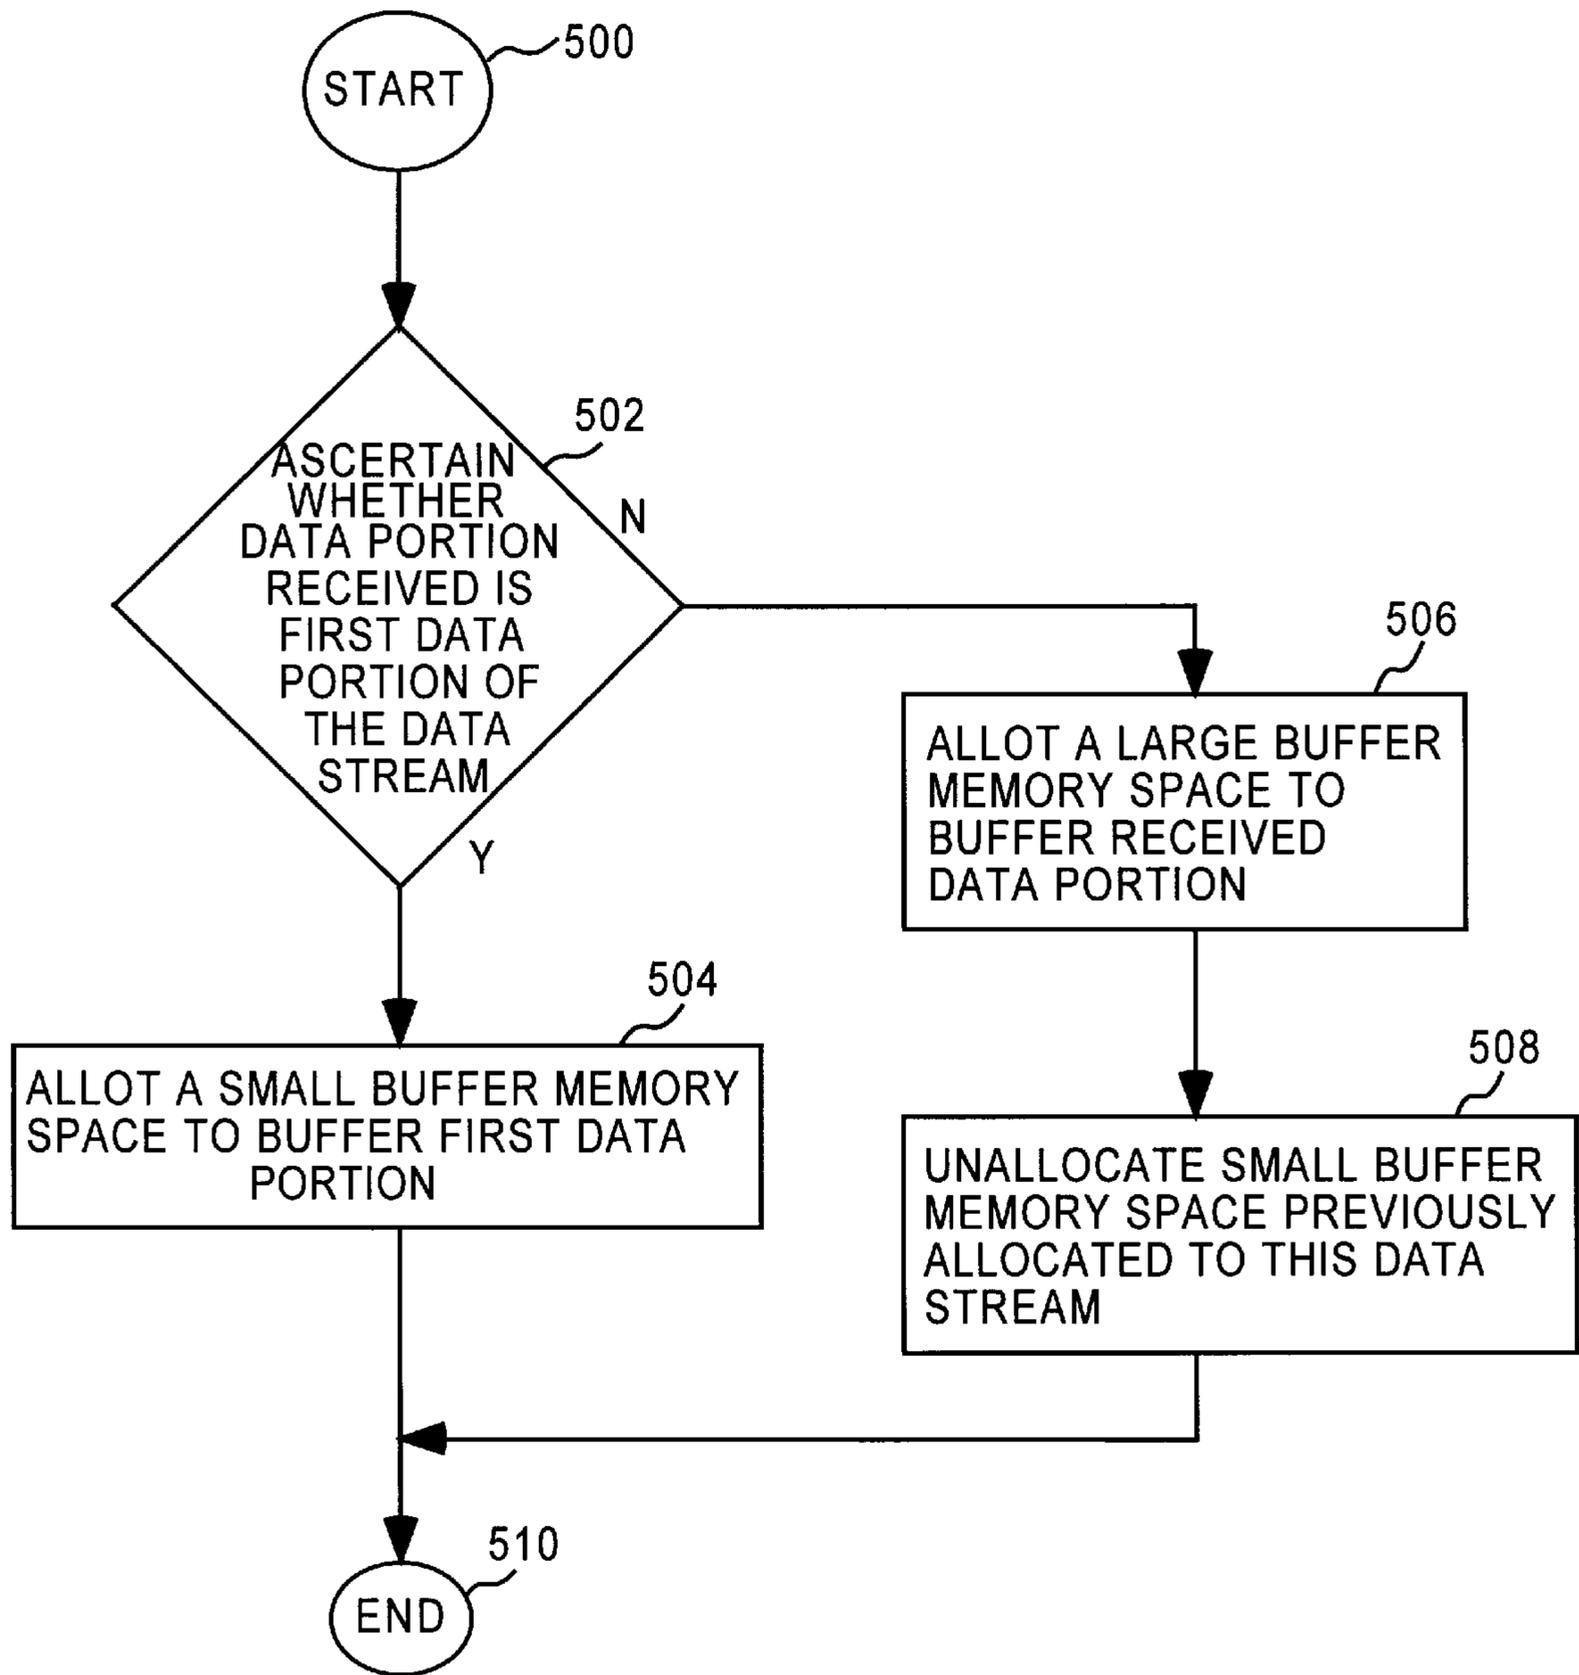 500
START
502
ASCERTAIN
WHETHER
DATA PORTION
RECEIVED IS
FIRST DATA
PORTION OF
THE DATA
STREAM
N
Y
506
ALLOT A LARGE BUFFER
MEMORY SPACE TO
BUFFER RECEIVED
DATA PORTION
504
ALLOT A SMALL BUFFER MEMORY
SPACE TO BUFFER FIRST DATA
PORTION
508
UNALLOCATE SMALL BUFFER
MEMORY SPACE PREVIOUSLY
ALLOCATED TO THIS DATA
STREAM
510
END